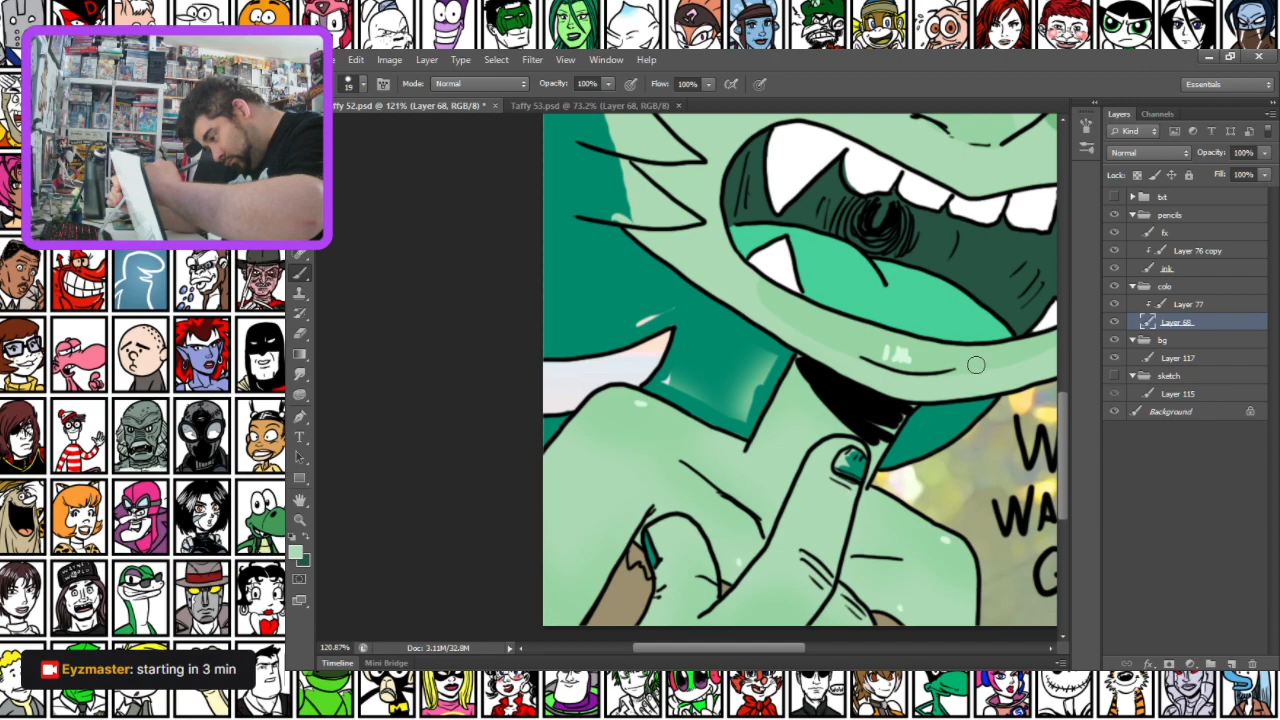 Edit Image Layer Type Select Filter View Window Help
19 Mode: Normal Opacity: 100% Flow: 100% Essentials
ffy 52.psd @ 121% (Layer 68, RGB/8) * × Taffy 53.psd @ 73.2% (Layer 68, RGB/8) ×
Layers Channels
Kind
Normal Opacity: 100%
Lock: Fill: 100%
txt
pencils
fx
Layer 76 copy
ink
colo
Layer 77
Layer 68
bg
Layer 117
sketch
Layer 115
Background
W
WA
G
120.87% Doc: 3.11M/32.8M
Timeline Mini Bridge
Eyzmaster: starting in 3 min